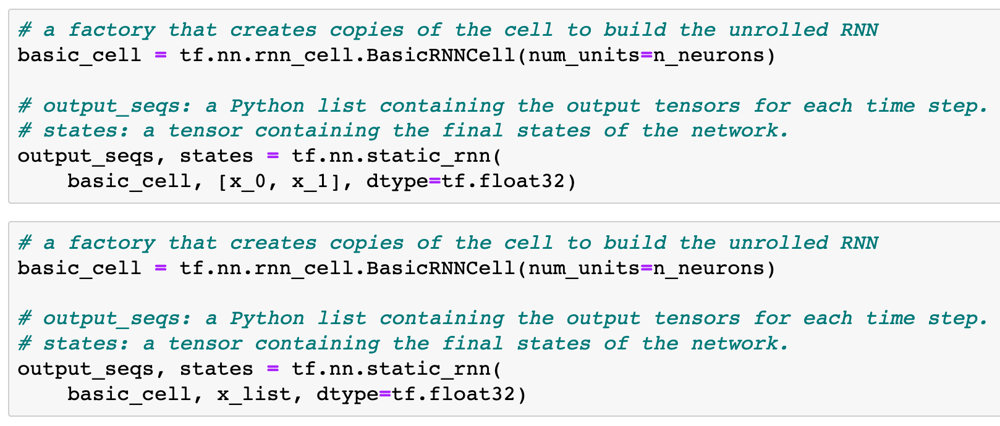 # a factory that creates copies of the cell to build the unrolled RNN
basic_cell = tf.nn.rnn_cell.BasicRNNCell(num_units=n_neurons)
# output_seqs: a Python list containing the output tensors for each time step.
# states: a tensor containing the final states of the network.
output_seqs, states = tf.nn.static_rnn(
    basic_cell, [x_0, x_1], dtype=tf.float32)
# a factory that creates copies of the cell to build the unrolled RNN
basic_cell = tf.nn.rnn_cell.BasicRNNCell(num_units=n_neurons)
# output_seqs: a Python list containing the output tensors for each time step.
# states: a tensor containing the final states of the network.
output_seqs, states = tf.nn.static_rnn(
    basic_cell, x_list, dtype=tf.float32)